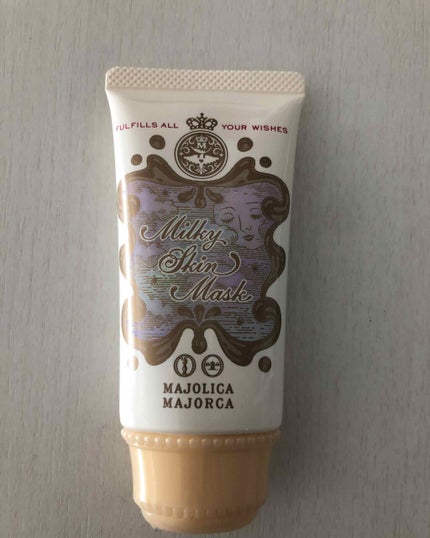 FULFILLS ALL YOUR WISHES
M
Milky
Skin
Mask
MAJOLICA
MAJORCA